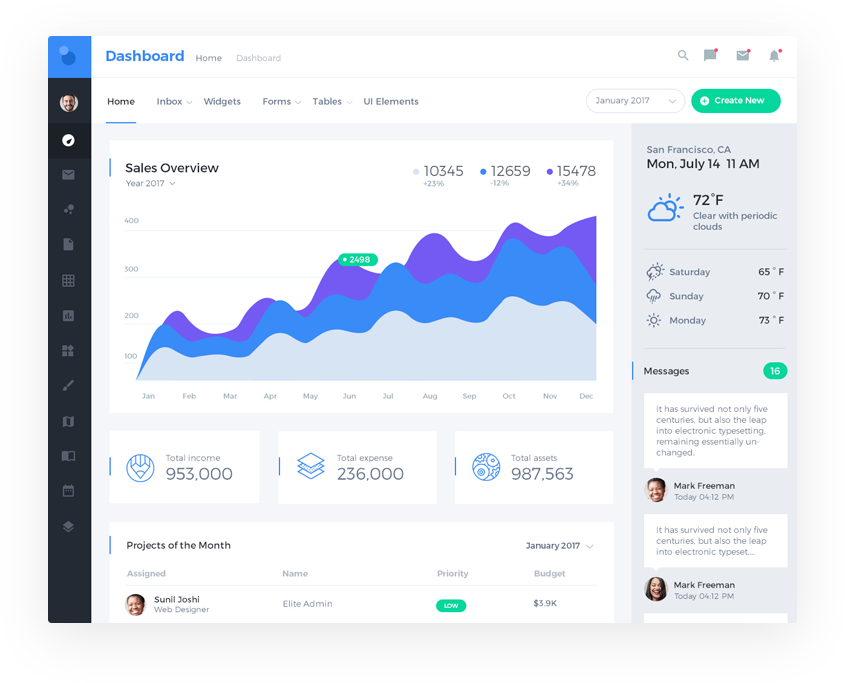 Dashboard Home Dashboard
Home Inbox Widgets Forms Tables UI Elements
January 2017 Create New
Sales Overview
Year 2017
10345 12659 15478
+23% -12% +34%
400
300
200
100
2498
Jan Feb Mar Apr May Jun Jul Aug Sep Oct Nov Dec
Total income
953,000
Total expense
236,000
Total assets
987,563
Projects of the Month January 2017
Assigned Name Priority Budget
Sunil Joshi
Web Designer
Elite Admin LOW $3.9K
San Francisco, CA
Mon, July 14 11 AM
72°F
Clear with periodic
clouds
Saturday 65 ° F
Sunday 70 ° F
Monday 73 ° F
Messages 16
It has survived not only five
centuries, but also the leap
into electronic typesetting,
remaining essentially un-
changed.
Mark Freeman
Today 04:12 PM
It has survived not only five
centuries, but also the leap
into electronic typeset...
Mark Freeman
Today 04:12 PM